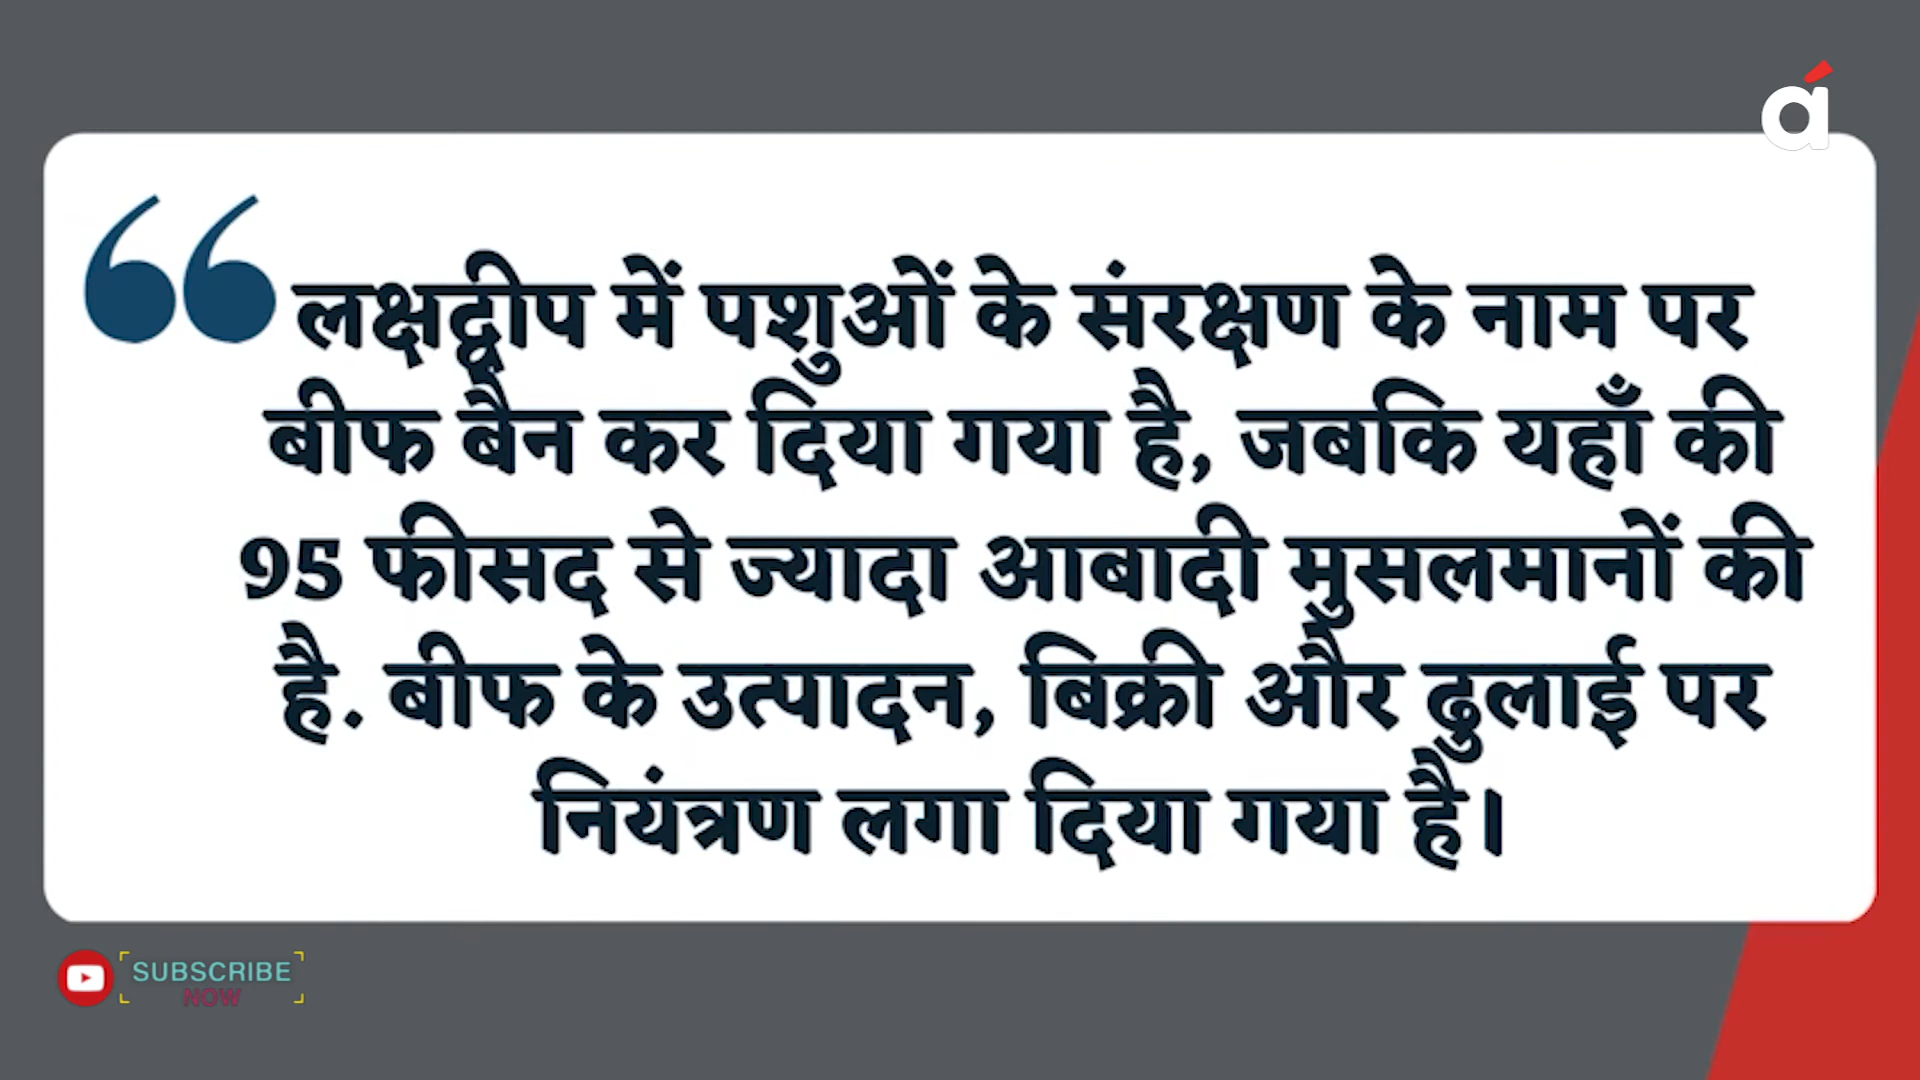 á
“लक्षद्वीप में पशुओं के संरक्षण के नाम पर
बीफ बैन कर दिया गया है, जबकि यहाँ की
95 फीसद से ज्यादा आबादी मुसलमानों की
है. बीफ के उत्पादन, बिक्री और ढुलाई पर
नियंत्रण लगा दिया गया है।
SUBSCRIBE
NOW